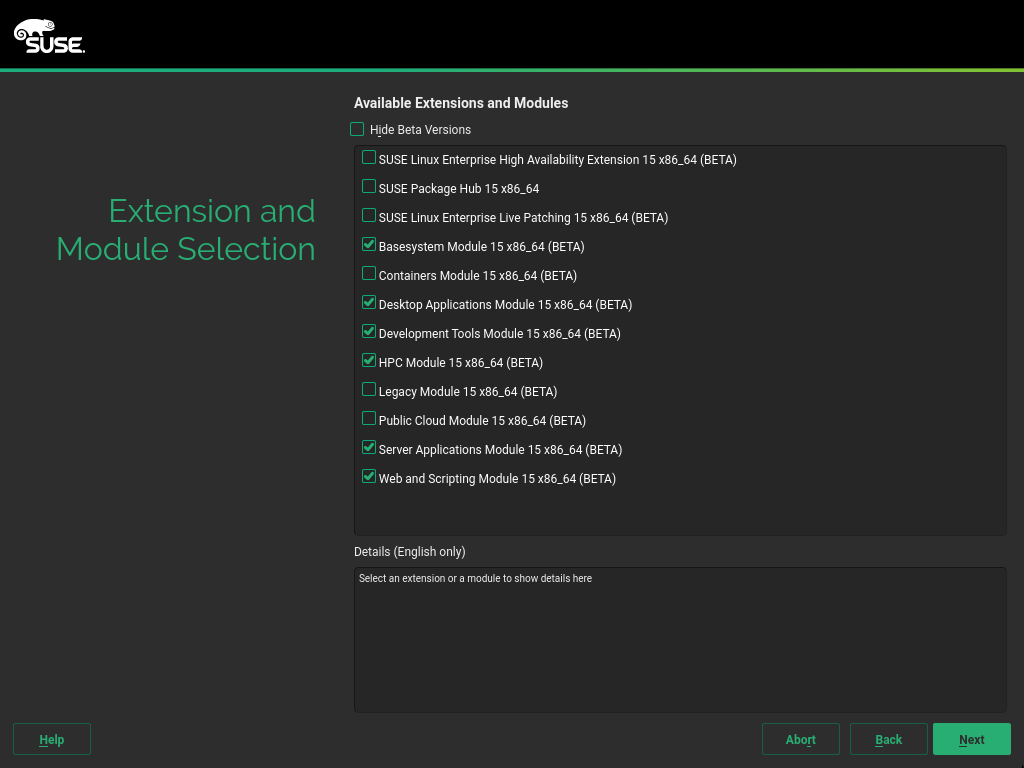 SUSE
Available Extensions and Modules
Hide Beta Versions
Extension and
Module Selection
SUSE Linux Enterprise High Availability Extension 15 x86_64 (BETA)
SUSE Package Hub 15 x86_64
SUSE Linux Enterprise Live Patching 15 x86_64 (BETA)
Basesystem Module 15 x86_64 (BETA)
Containers Module 15 x86_64 (BETA)
Desktop Applications Module 15 x86_64 (BETA)
Development Tools Module 15 x86_64 (BETA)
HPC Module 15 x86_64 (BETA)
Legacy Module 15 x86_64 (BETA)
Public Cloud Module 15 x86_64 (BETA)
Server Applications Module 15 x86_64 (BETA)
Web and Scripting Module 15 x86_64 (BETA)
Details (English only)
Select an extension or a module to show details here
Help
Abort
Back
Next